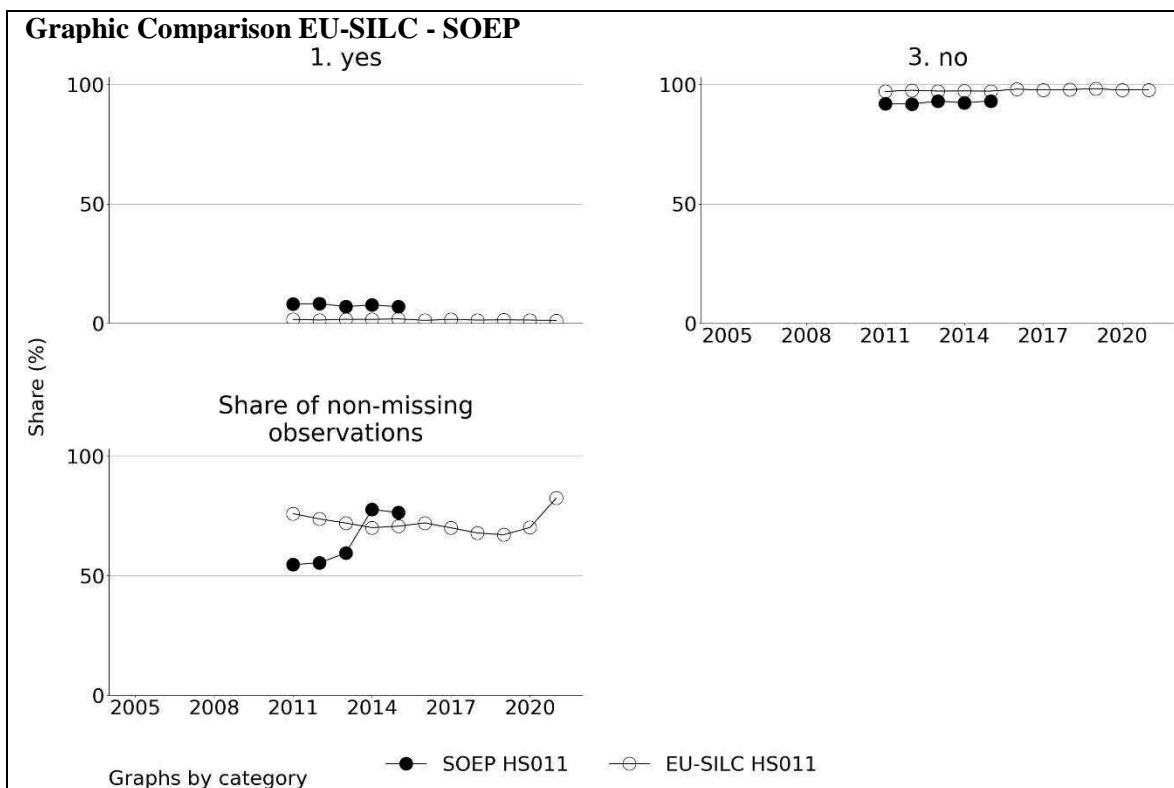 Graphic Comparison EU-SILC - SOEP
1. yes
3. no
100
50
0
100
50
0
2005 2008 2011 2014 2017 2020
Share (%)
Share of non-missing
observations
100
50
0
2005 2008 2011 2014 2017 2020
SOEP HS011 EU-SILC HS011
Graphs by category